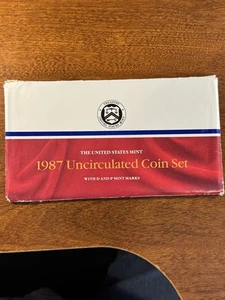 THE UNITED STATES MINT
1987 Uncirculated Coin Set
WITH D AND P MINT MARKS